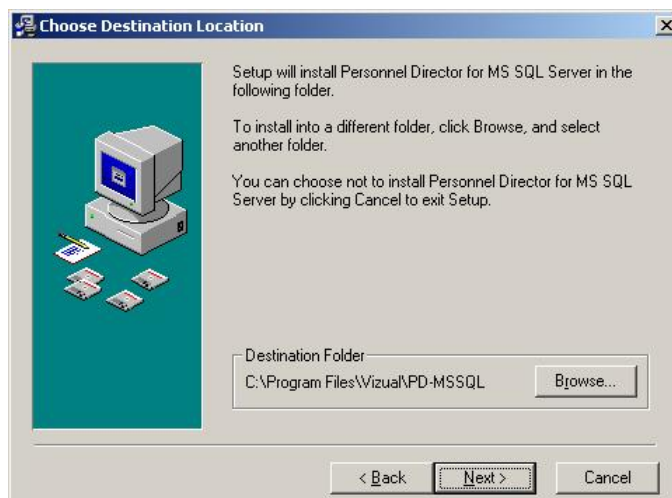 Choose Destination Location
Setup will install Personnel Director for MS SQL Server in the
following folder.
To install into a different folder, click Browse, and select
another folder.
You can choose not to install Personnel Director for MS SQL
Server by clicking Cancel to exit Setup.
Destination Folder
C:\Program Files\Vizual\PD-MSSQL
Browse...
< Back
Next >
Cancel